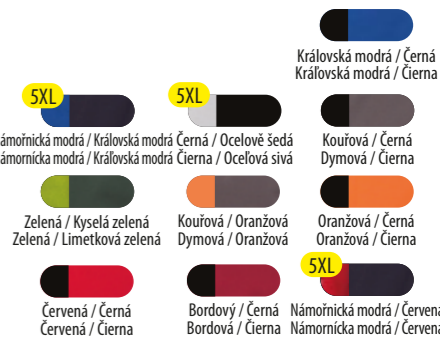 Královská modrá / Černá
Kráľovská modrá / Čierna
5XL
5XL
ámořnická modrá / Královská modrá
ámornícka modrá / Kráľovská modrá
Černá / Ocelově šedá
Čierna / Oceľová sivá
Kouřová / Černá
Dymová / Čierna
Zelená / Kyselá zelená
Zelená / Limetková zelená
Kouřová / Oranžová
Dymová / Oranžová
Oranžová / Černá
Oranžová / Čierna
5XL
Červená / Černá
Červená / Čierna
Bordový / Černá
Bordová / Čierna
Námořnická modrá / Červena
Námornícka modrá / Červena